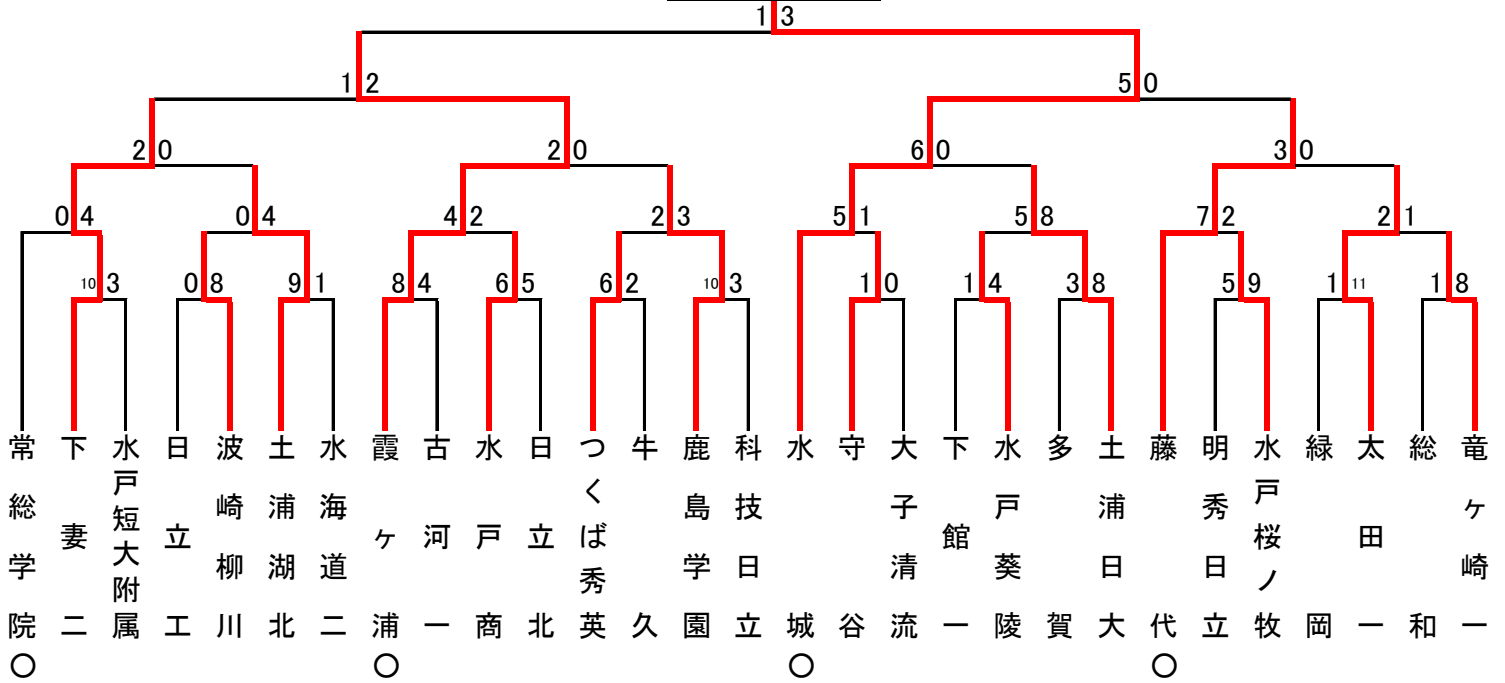 1 3
1 2 5 0
2 0 2 0 6 0 3 0
0 4 0 4 4 2 2 3 5 1 5 8 7 2 2 1
10 3 0 8 9 1 8 4 6 5 6 2 10 3 1 0 1 4 3 8 5 9 1 11 1 8
常総学院
下妻二
水戸短大附属
日立工
波崎柳川
土浦湖北
水海道二
霞ヶ浦
古河一
水戸商
日立北
つくば秀英
牛久
鹿島学園
科技日立
水城
守谷
大子清流
下館一
水戸葵陵
多賀
土浦日大
藤代
明秀日立
水戸桜ノ牧
緑岡
太田一
総和
竜ヶ崎一
○ ○ ○ ○